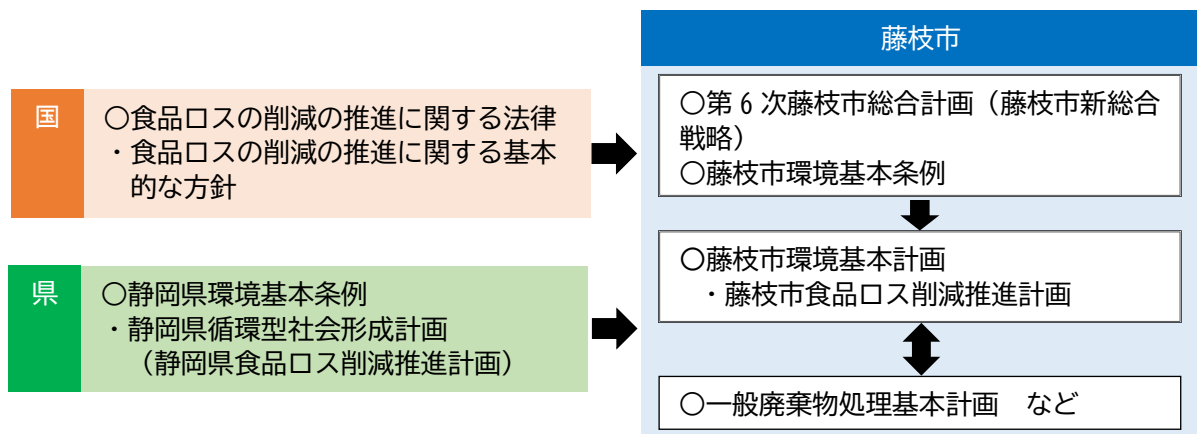 国
〇食品ロスの削減の推進に関する法律
・食品ロスの削減の推進に関する基本
的な方針
県
〇静岡県環境基本条例
・静岡県循環型社会形成計画
（静岡県食品ロス削減推進計画）
藤枝市
〇第６次藤枝市総合計画（藤枝市新総合
戦略）
〇藤枝市環境基本条例
〇藤枝市環境基本計画
・藤枝市食品ロス削減推進計画
〇一般廃棄物処理基本計画　など